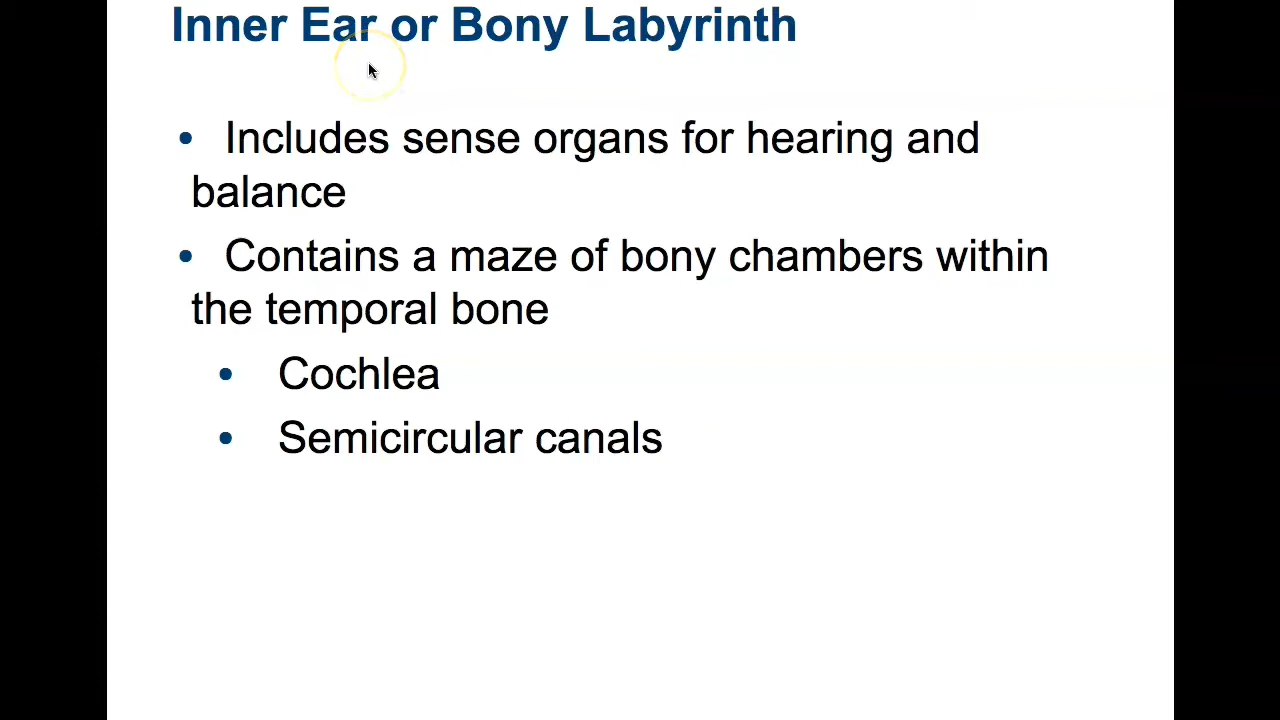 Inner Ear or Bony Labyrinth
• Includes sense organs for hearing and
balance
• Contains a maze of bony chambers within
the temporal bone
• Cochlea
• Semicircular canals